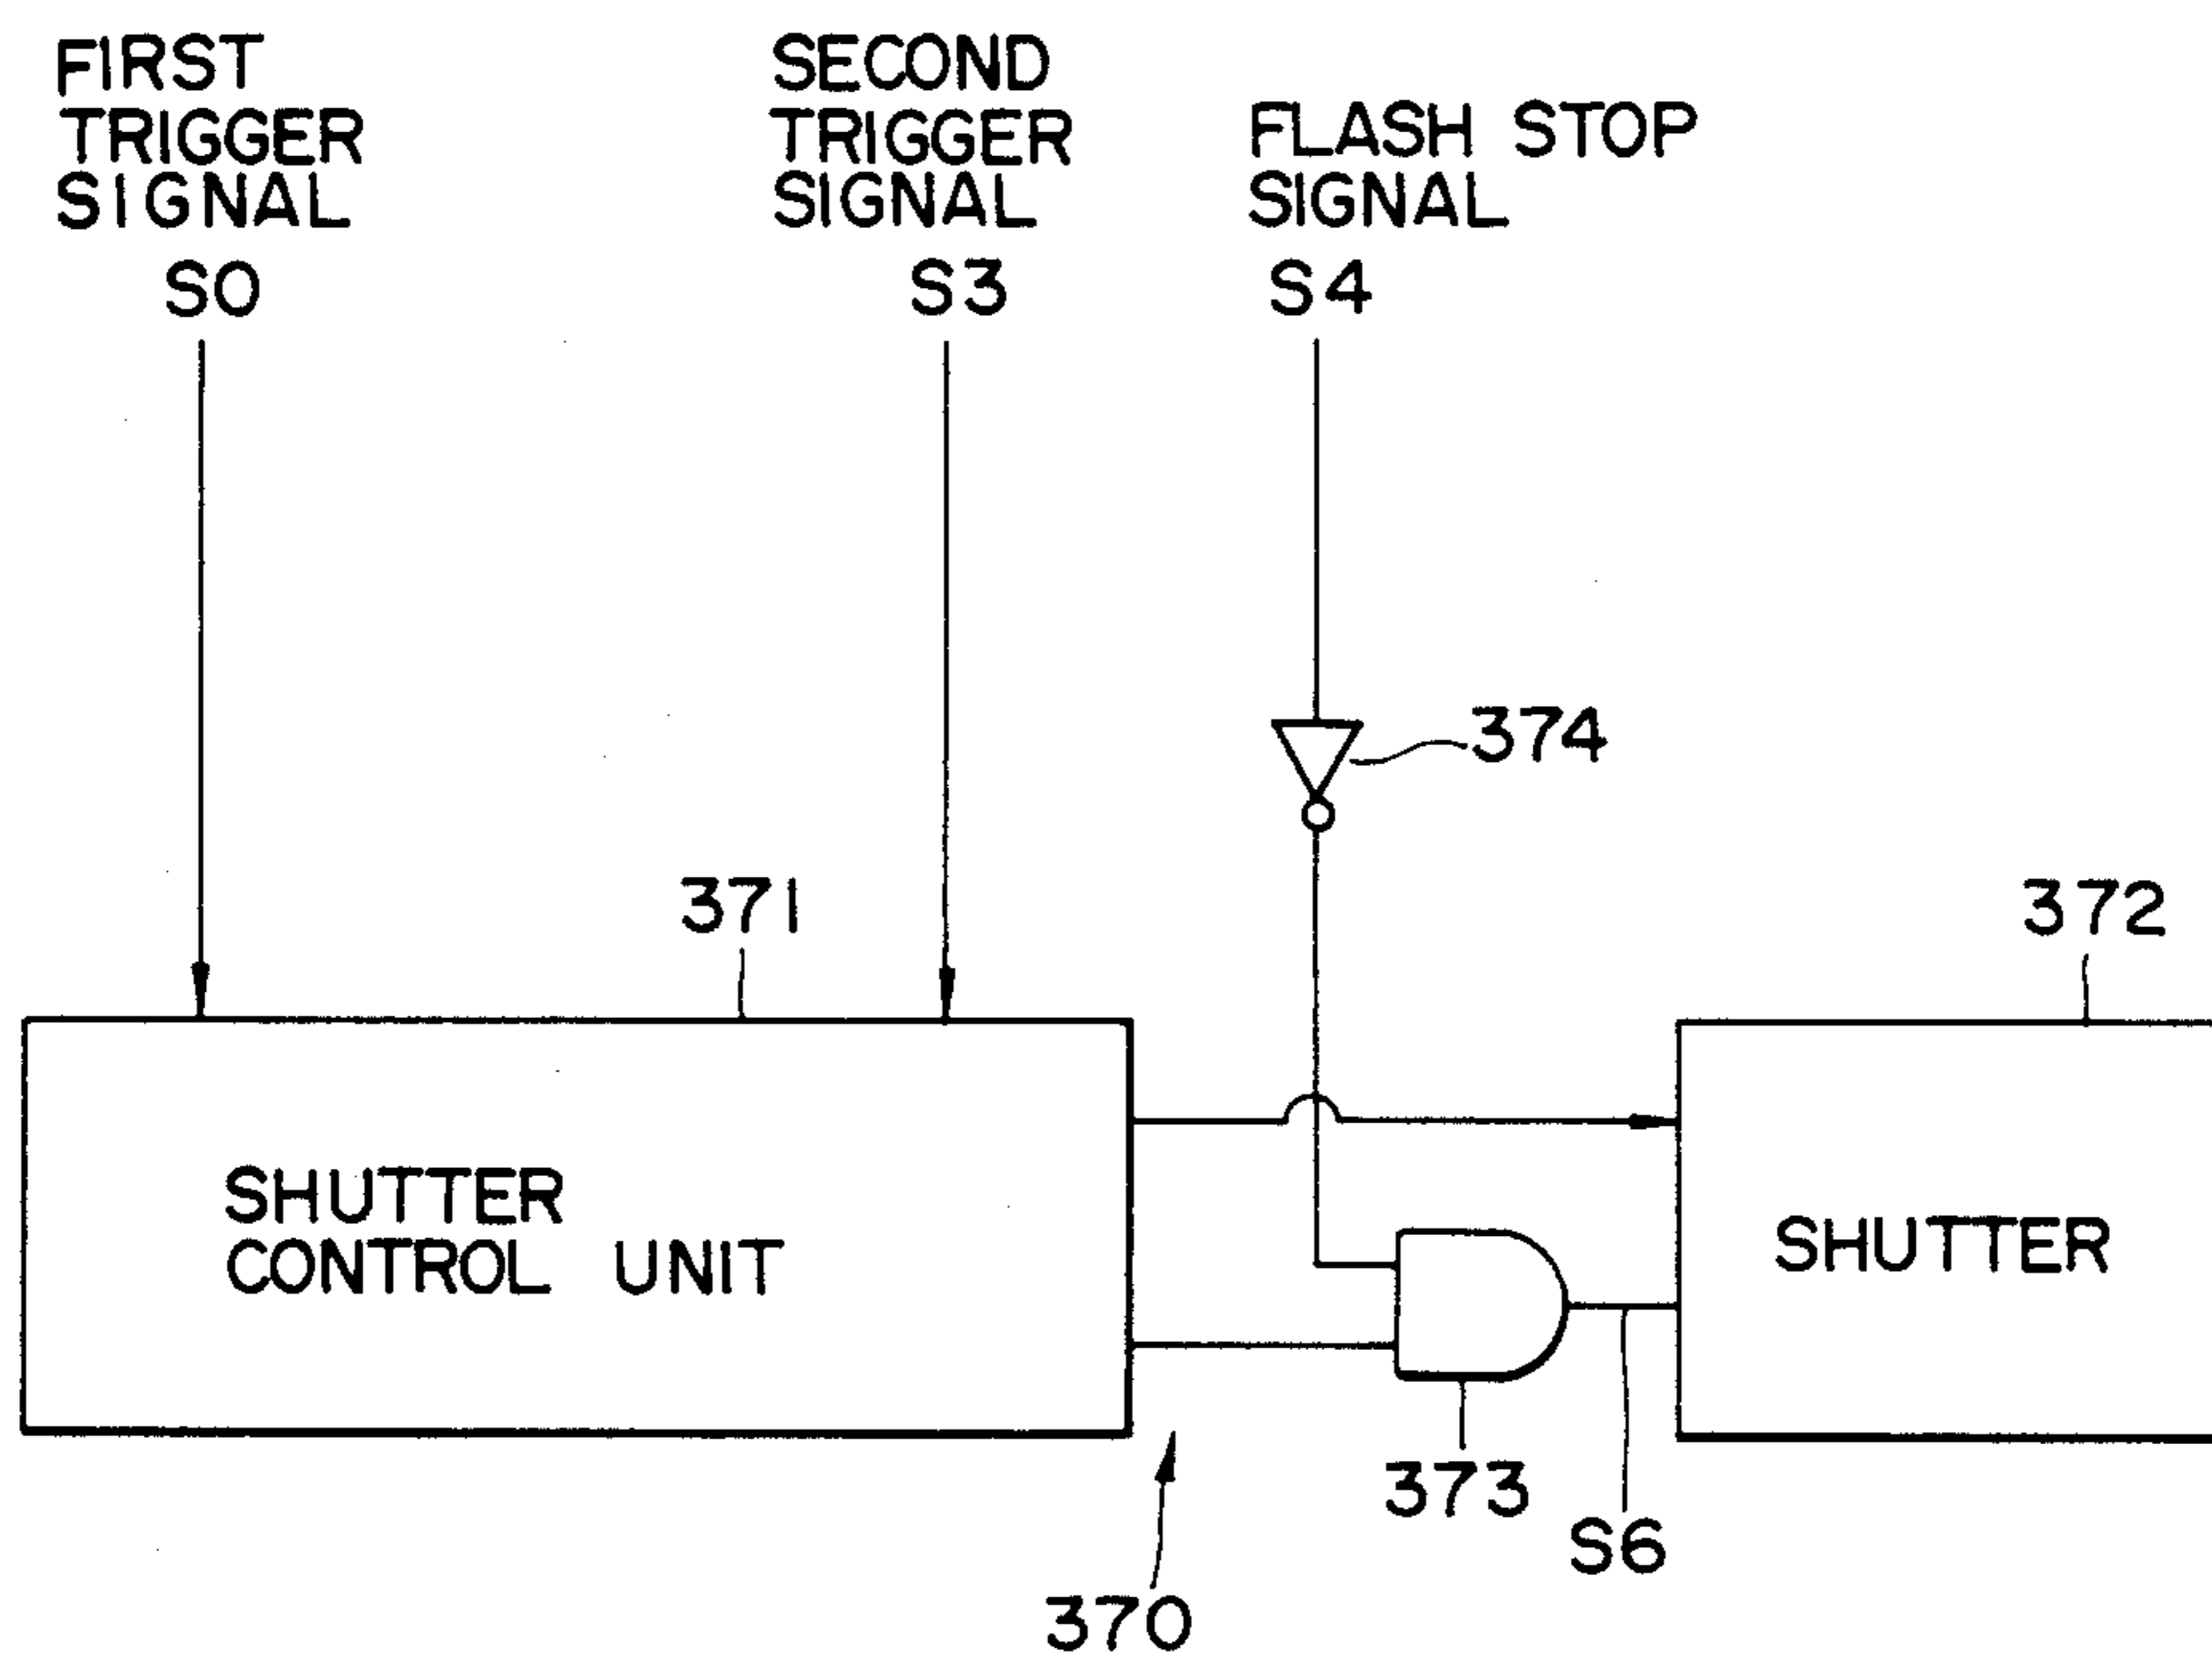 FIRST
TRIGGER
SIGNAL
S0
SECOND
TRIGGER
SIGNAL
S3
FLASH STOP
SIGNAL
S4
374
371
372
SHUTTER
CONTROL UNIT
SHUTTER
373
S6
370